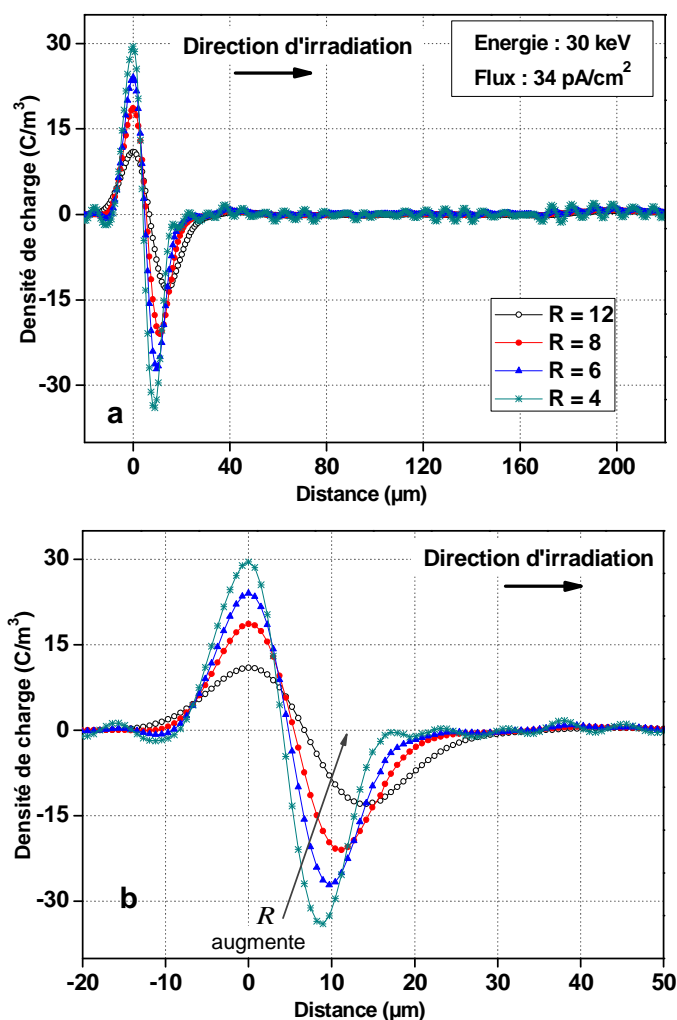 Direction d'irradiation
Energie : 30 keV
Flux : 34 pA/cm²
Densité de charge (C/m³)
30
15
0
-15
-30
R = 12
R = 8
R = 6
R = 4
a
0 40 80 120 160 200
Distance (µm)
Direction d'irradiation
Densité de charge (C/m³)
30
15
0
-15
-30
R
augmente
b
-20 -10 0 10 20 30 40 50
Distance (µm)